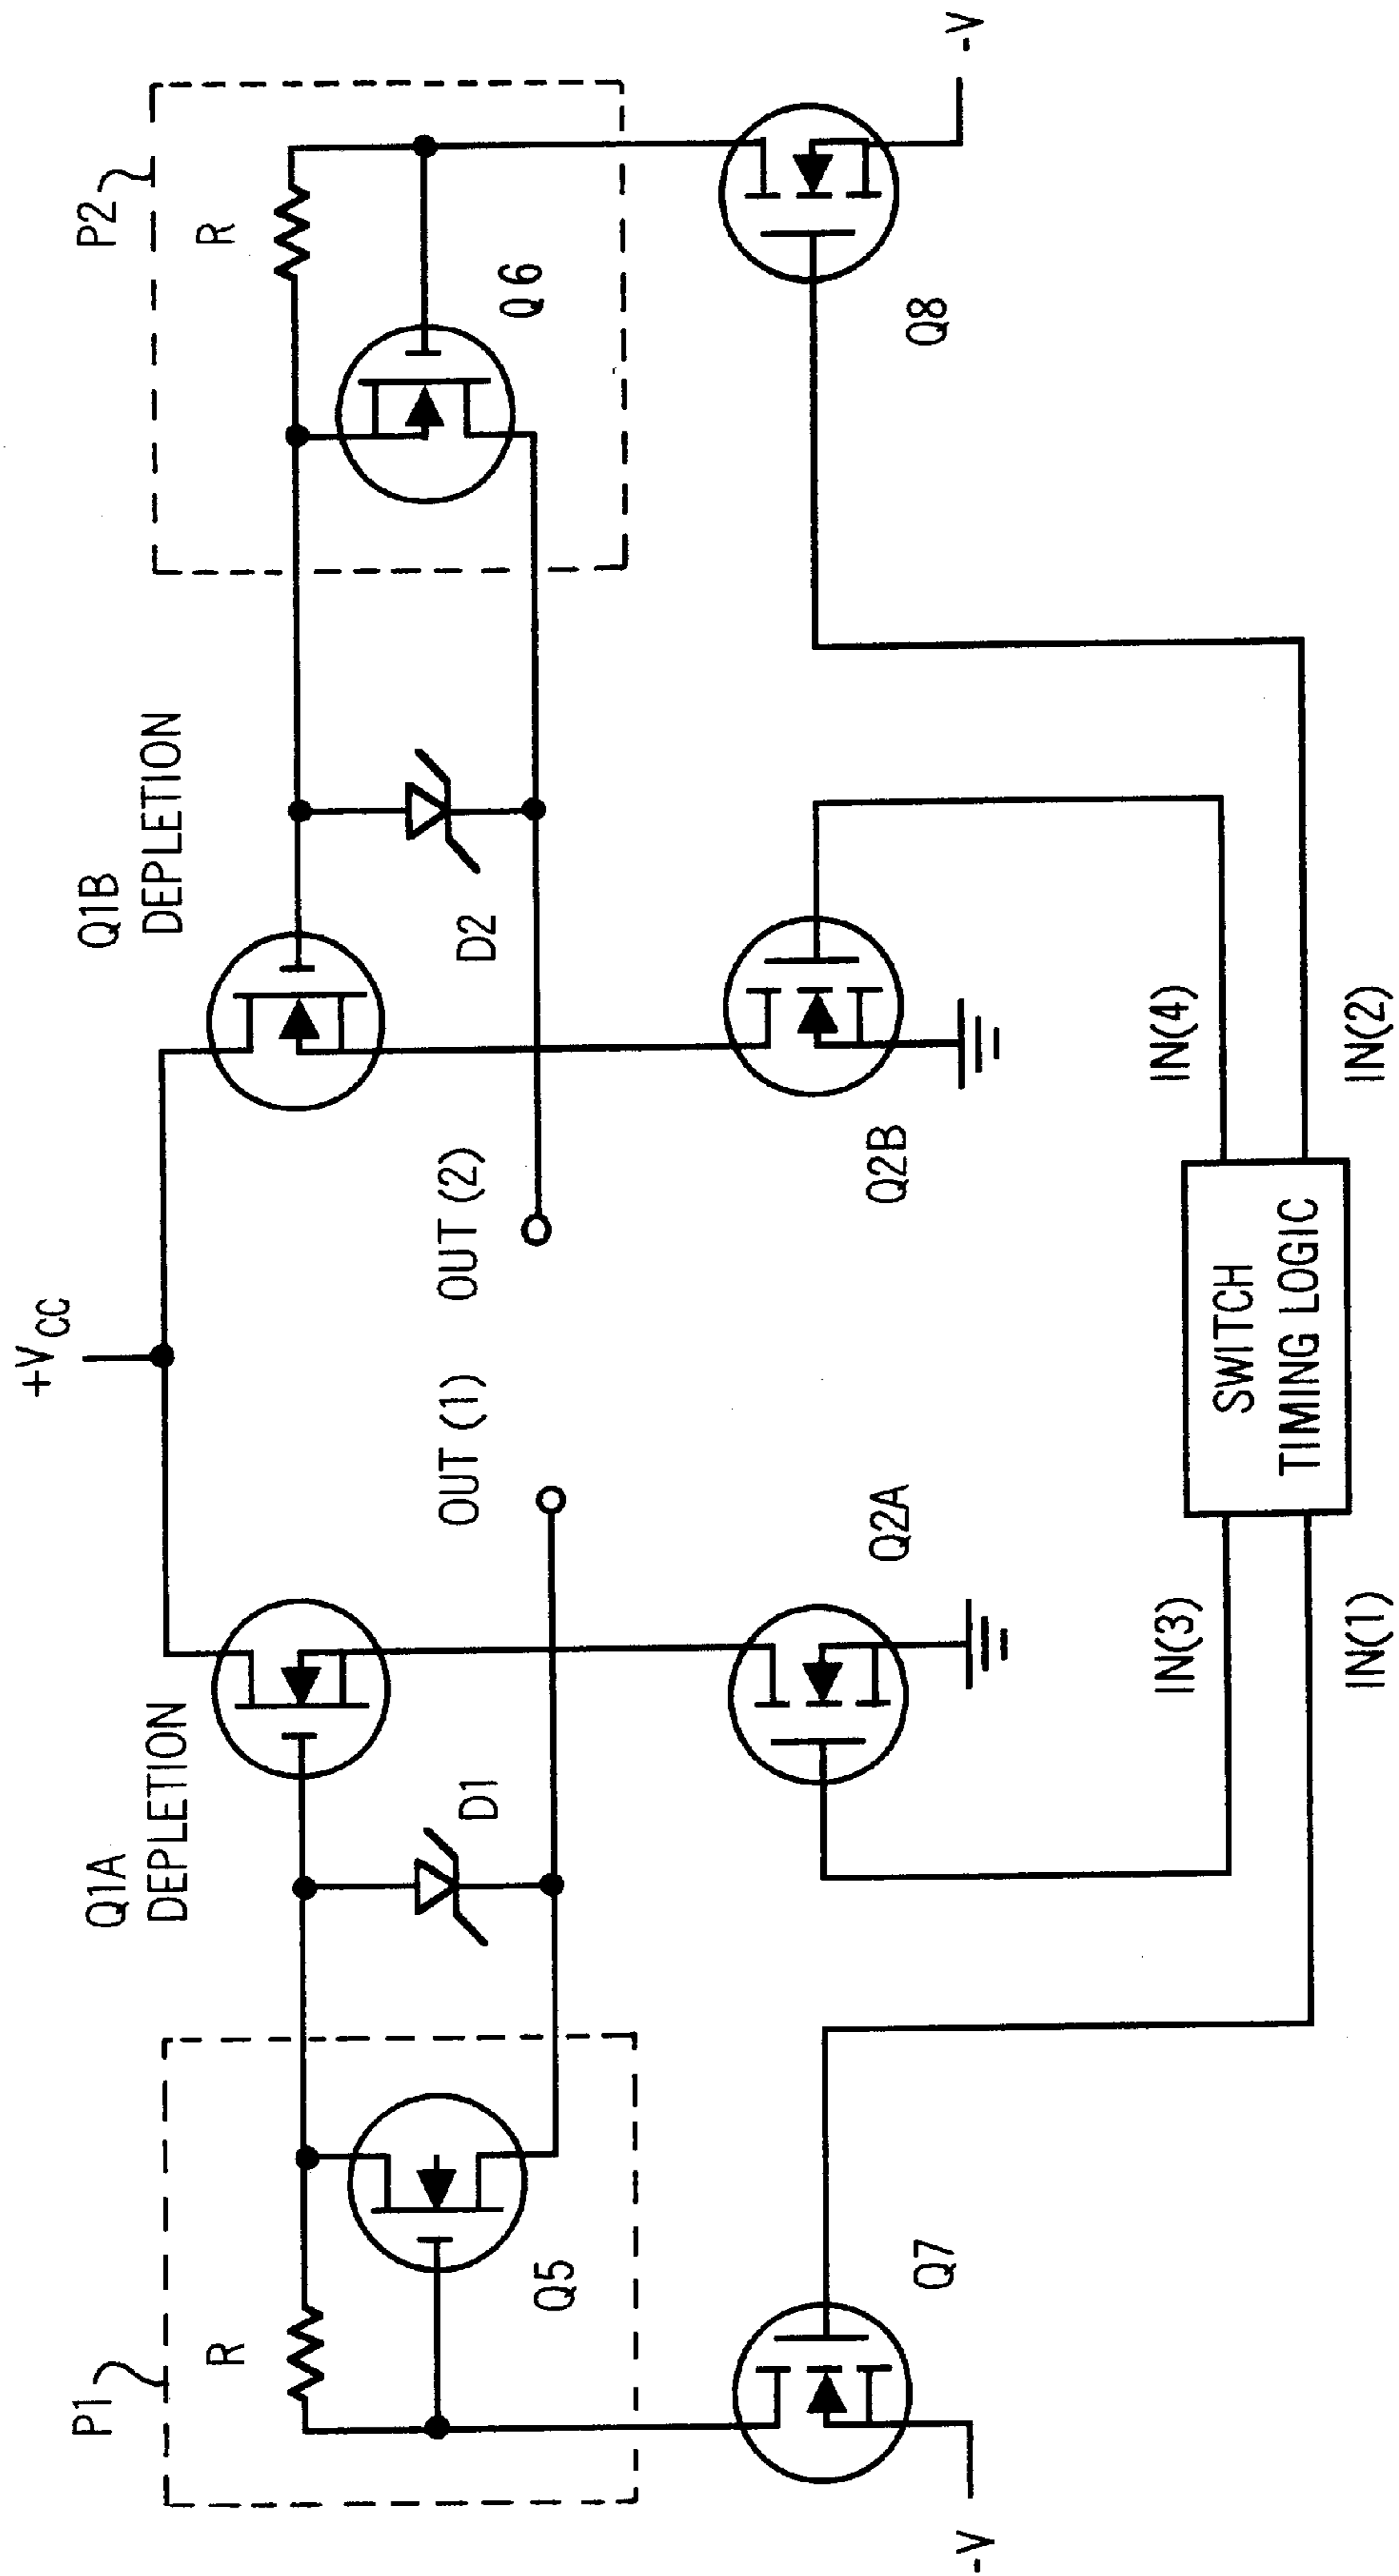 +VCC
Q1A
DEPLETION
Q1B
DEPLETION
P1
R
Q5
D1
OUT (1)
OUT (2)
D2
P2
R
Q6
Q7
-V
Q2A
Q2B
Q8
-V
IN(3)
IN(1)
SWITCH
TIMING LOGIC
IN(4)
IN(2)